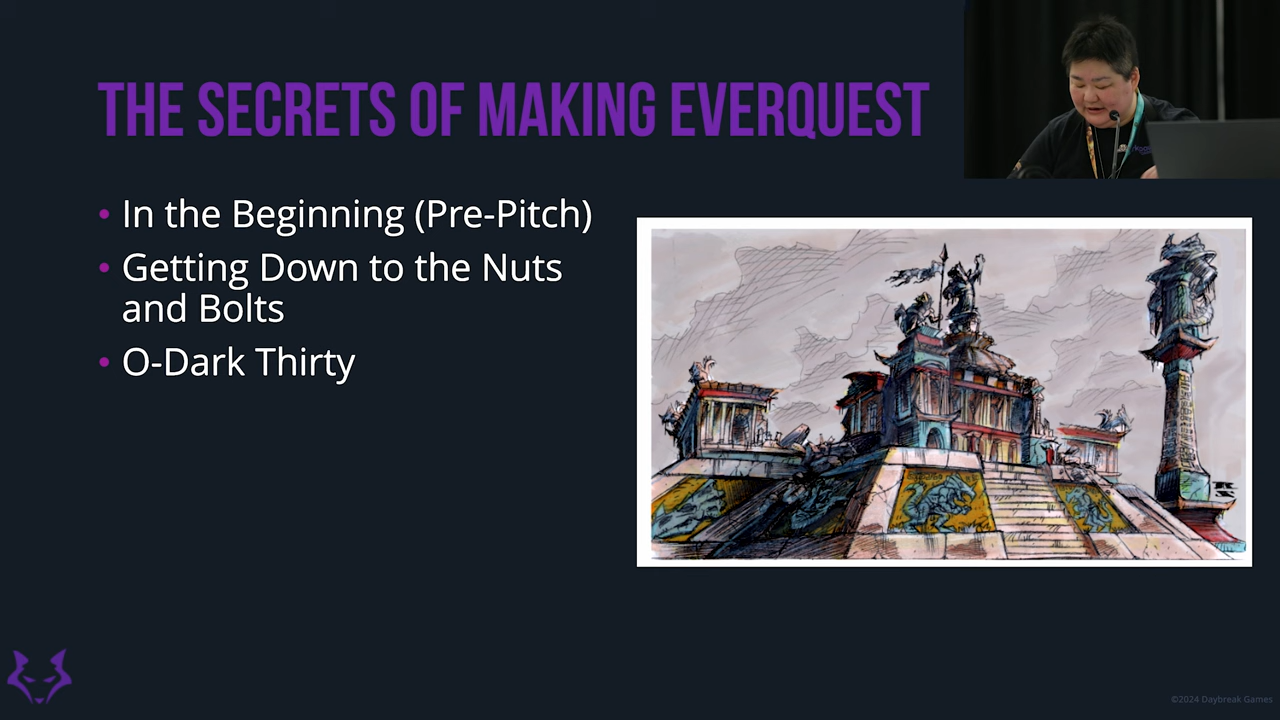 THE SECRETS OF MAKING EVERQUEST
• In the Beginning (Pre-Pitch)
• Getting Down to the Nuts
and Bolts
• O-Dark Thirty
©2024 Daybreak Games